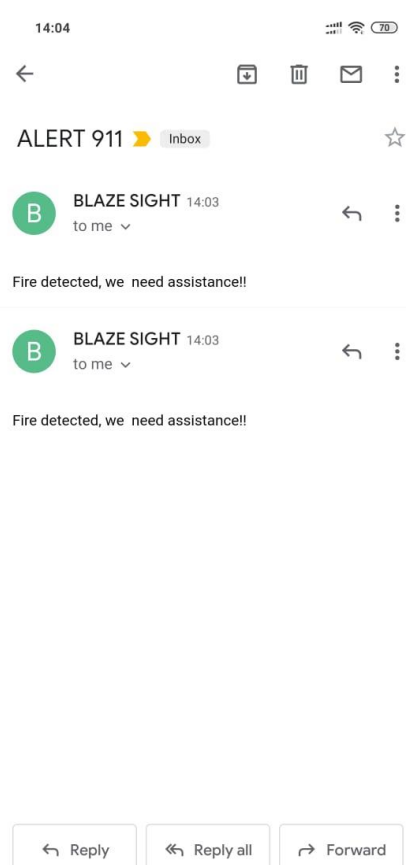 14:04
70
ALERT 911
Inbox
B
BLAZE SIGHT 14:03
to me
Fire detected, we  need assistance!!
B
BLAZE SIGHT 14:03
to me
Fire detected, we  need assistance!!
Reply
Reply all
Forward